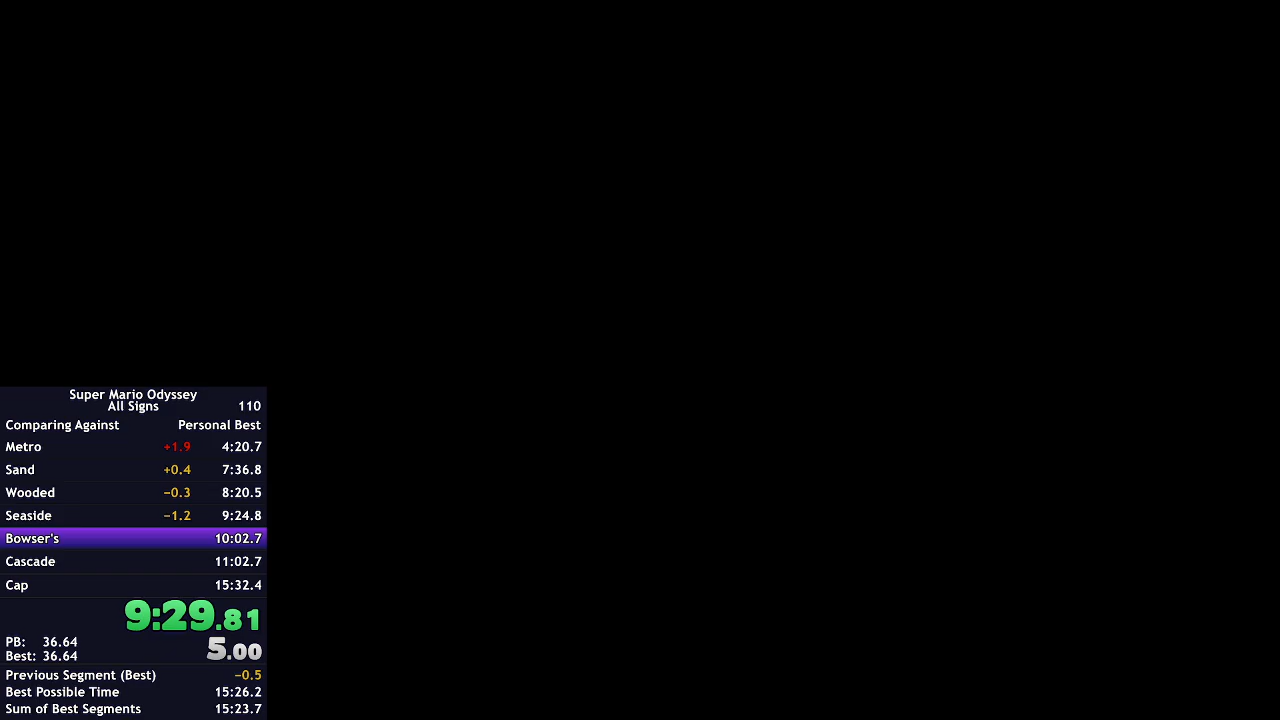 Super Mario Odyssey
All Signs 110
Comparing Against Personal Best
Metro +1.9 4:20.7
Sand +0.4 7:36.8
Wooded −0.3 8:20.5
Seaside −1.2 9:24.8
Bowser's 10:02.7
Cascade 11:02.7
Cap 15:32.4
9:29.81
PB: 36.64
Best: 36.64
5.00
Previous Segment (Best) −0.5
Best Possible Time 15:26.2
Sum of Best Segments 15:23.7